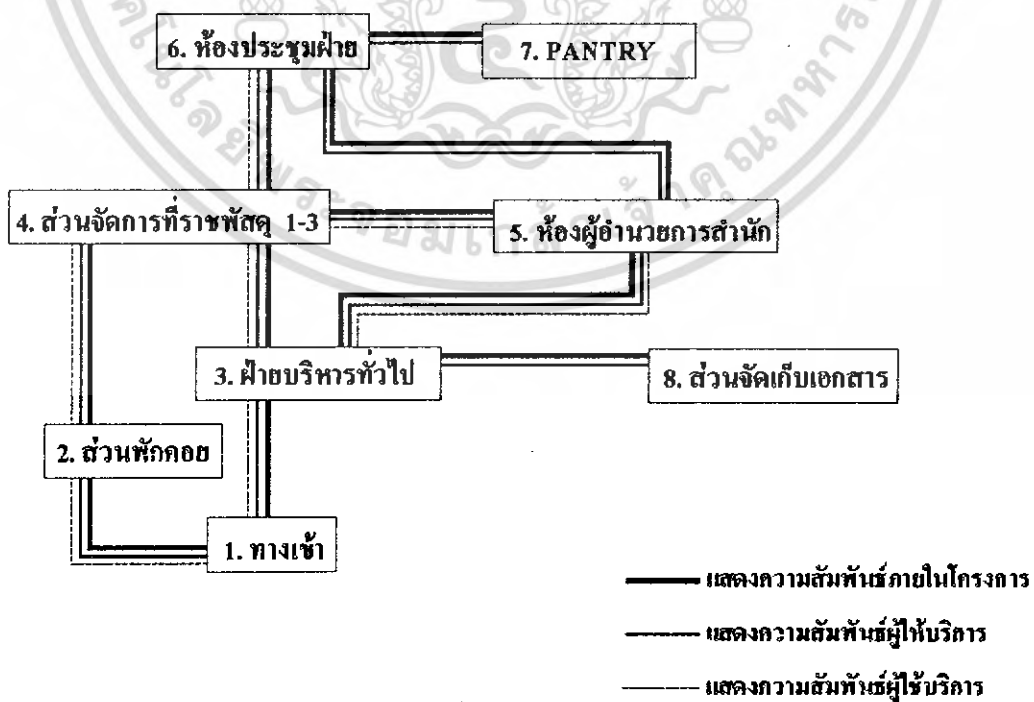 6. ห้องประชุมฝ่าย
7. PANTRY
4. ส่วนจัดการที่ราชพัสดุ 1-3
5. ห้องผู้อำนวยการสำนัก
3. ฝ่ายบริหารทั่วไป
8. ส่วนจัดเก็บเอกสาร
2. ส่วนพักคอย
1. ทางเข้า
แสดงความสัมพันธ์ภายในโครงการ
แสดงความสัมพันธ์ผู้ให้บริการ
แสดงความสัมพันธ์ผู้ใช้บริการ